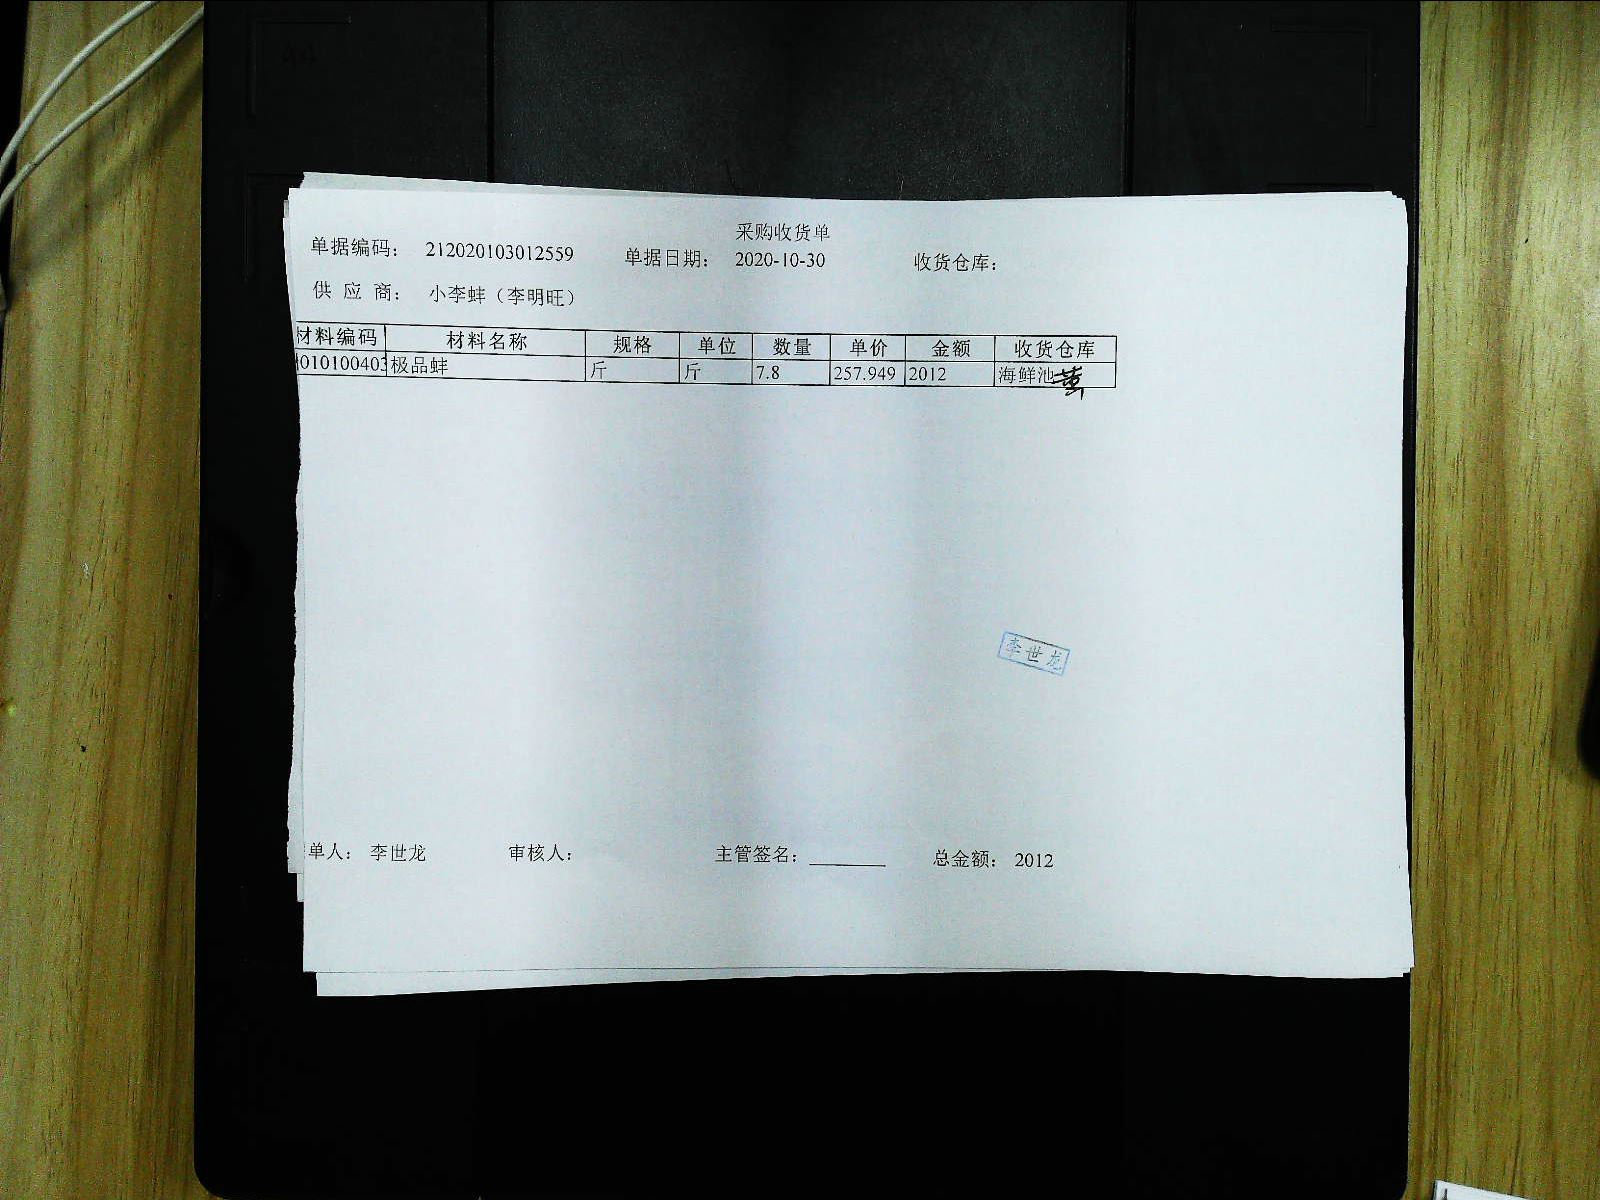 采购收货单
单据编码： 212020103012559 单据日期： 2020-10-30 收货仓库：
供 应 商： 小李蚌（李明旺）
材料编码 材料名称 规格 单位 数量 单价 金额 收货仓库
010100403 极品蚌 斤 斤 7.8 257.949 2012 海鲜池
李世龙
单人： 李世龙 审核人： 主管签名： 总金额： 2012